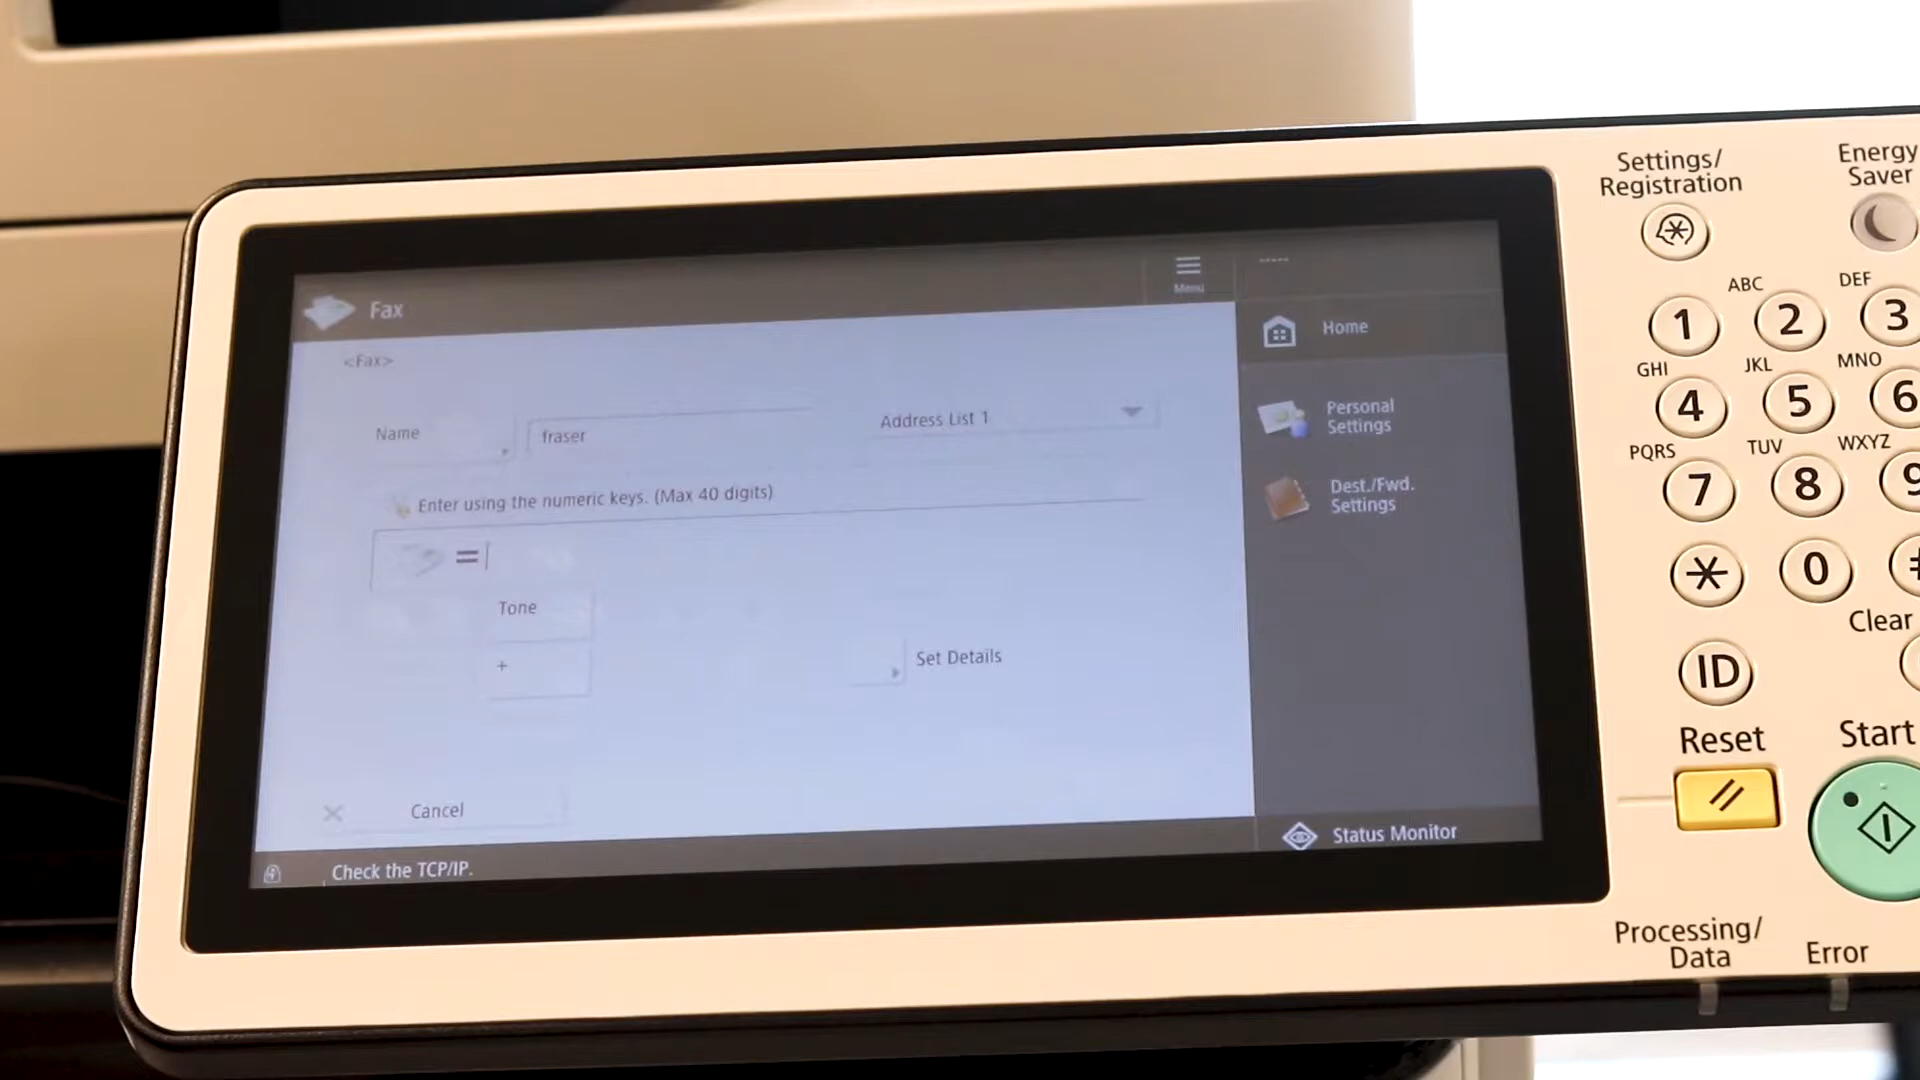 Fax
Menu
-----
<Fax>
Home
Name
fraser
Address List 1
Personal
Settings
Enter using the numeric keys. (Max 40 digits)
Dest./Fwd.
Settings
=
Tone
+
Set Details
Cancel
Status Monitor
Check the TCP/IP.
Settings/
Registration
Energy
Saver
ABC
DEF
1
2
3
GHI
JKL
MNO
4
5
6
PQRS
TUV
WXYZ
7
8
9
0
#
Clear
ID
Reset
Start
Processing/
Data
Error